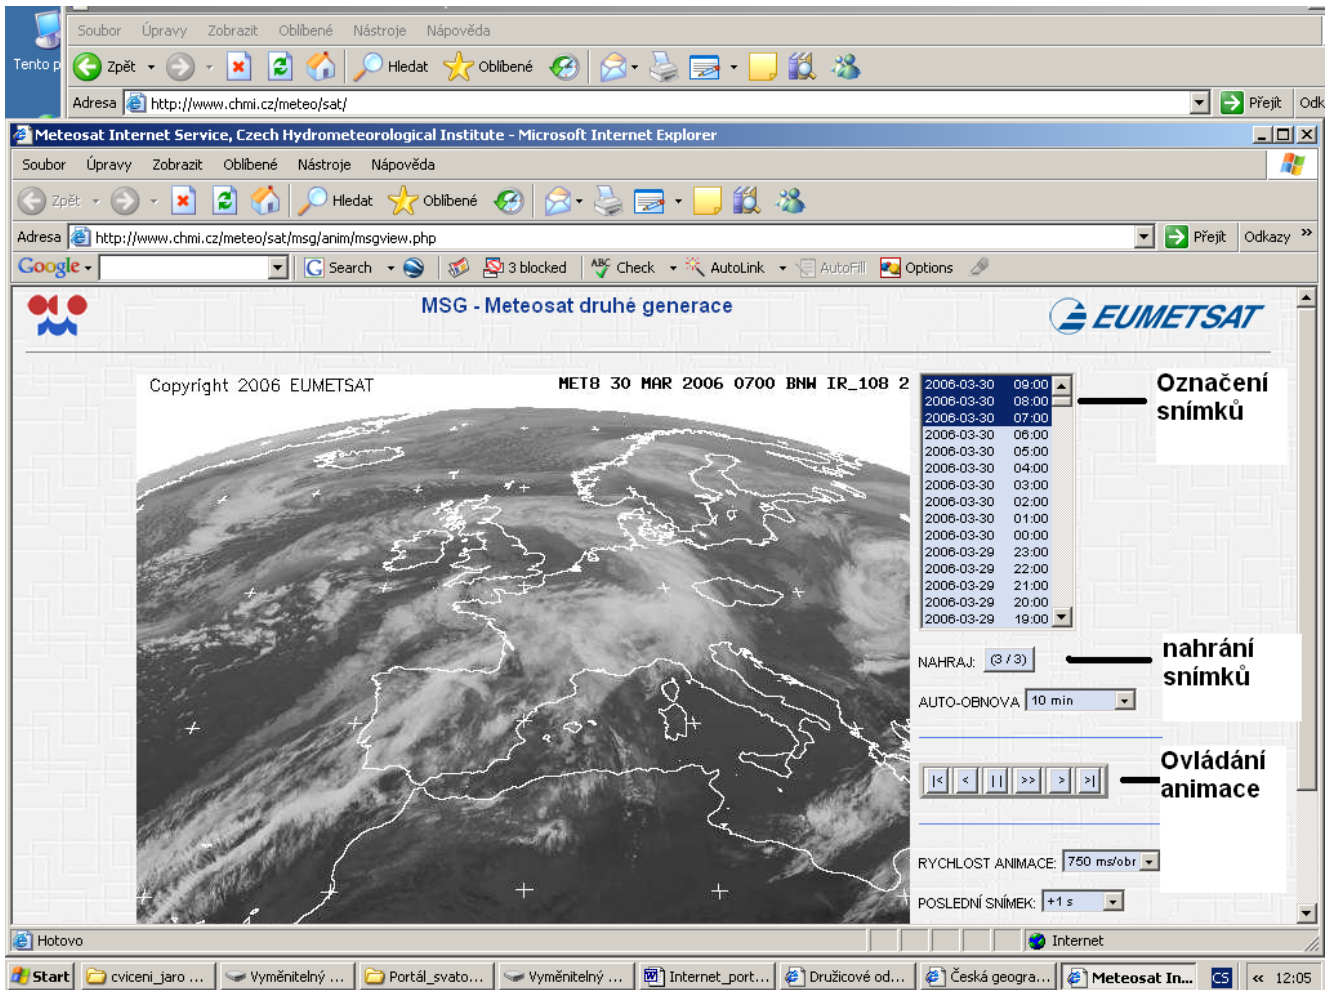 Soubor Úpravy Zobrazit Oblíbené Nástroje Nápověda
Tento p
Zpět Hledat Oblíbené
Adresa http://www.chmi.cz/meteo/sat/ Přejít Odk
Meteosat Internet Service, Czech Hydrometeorological Institute - Microsoft Internet Explorer
Soubor Úpravy Zobrazit Oblíbené Nástroje Nápověda
Zpět Hledat Oblíbené
Adresa http://www.chmi.cz/meteo/sat/msg/anim/msgview.php Přejít Odkazy »
Google Search 3 blocked ABC Check AutoLink AutoFill Options
MSG - Meteosat druhé generace
EUMETSAT
Copyright 2006 EUMETSAT MET8 30 MAR 2006 0700 BNW IR_108 2
2006-03-30 09:00
2006-03-30 08:00
2006-03-30 07:00
2006-03-30 06:00
2006-03-30 05:00
2006-03-30 04:00
2006-03-30 03:00
2006-03-30 02:00
2006-03-30 01:00
2006-03-30 00:00
2006-03-29 23:00
2006-03-29 22:00
2006-03-29 21:00
2006-03-29 20:00
2006-03-29 19:00
Označení
snímků
NAHRAJ: (3 / 3)
nahrání
snímků
AUTO-OBNOVA 10 min
|< < || >> > >|
Ovládání
animace
RYCHLOST ANIMACE: 750 ms/obr
POSLEDNÍ SNÍMEK: +1 s
Hotovo Internet
Start cviceni_jaro ... Vyměnitelný ... Portál_svato... Vyměnitelný ... Internet_port... Družicové od... Česká geogra... Meteosat In... CS « 12:05